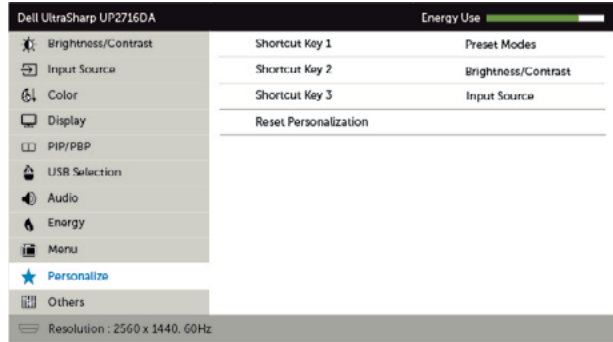 Dell UltraSharp UP2716DA Energy Use
Brightness/Contrast Shortcut Key 1 Preset Modes
Input Source Shortcut Key 2 Brightness/Contrast
Color Shortcut Key 3 Input Source
Display Reset Personalization
PIP/PBP
USB Selection
Audio
Energy
Menu
Personalize
Others
Resolution : 2560 x 1440, 60Hz